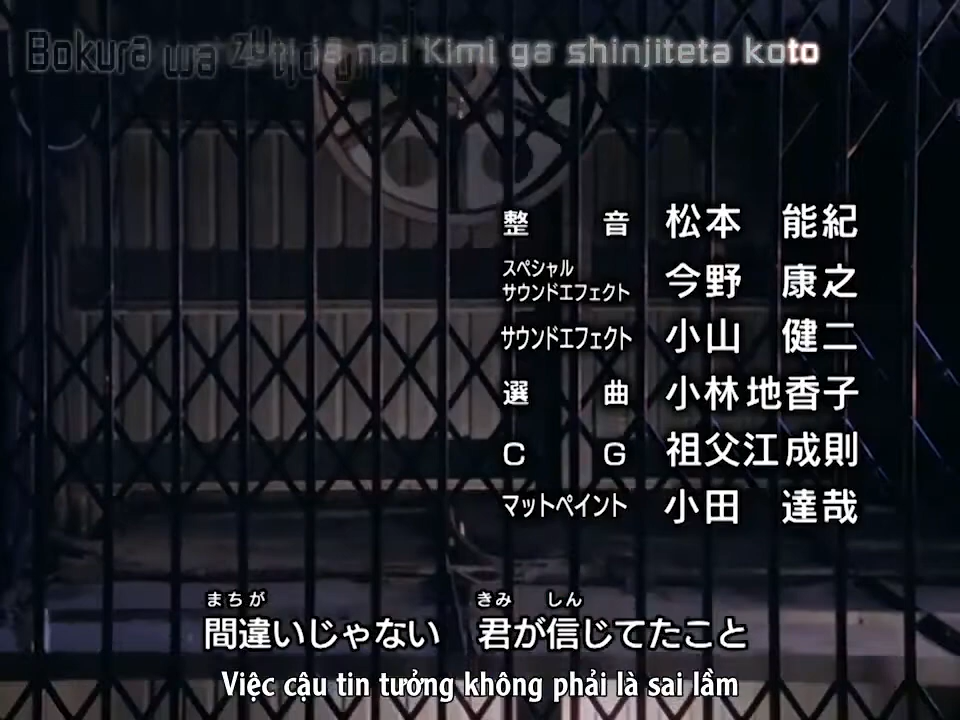 Bokura wa ja nai Kimi ga shinjiteta koto
整 音 松本 能紀
スペシャル
サウンドエフェクト 今野 康之
サウンドエフェクト 小山 健二
選 曲 小林 地香子
C G 祖父江 成則
マットペイント 小田 達哉
まちが きみ しん
間違いじゃない 君が信じてたこと
Việc cậu tin tưởng không phải là sai lầm